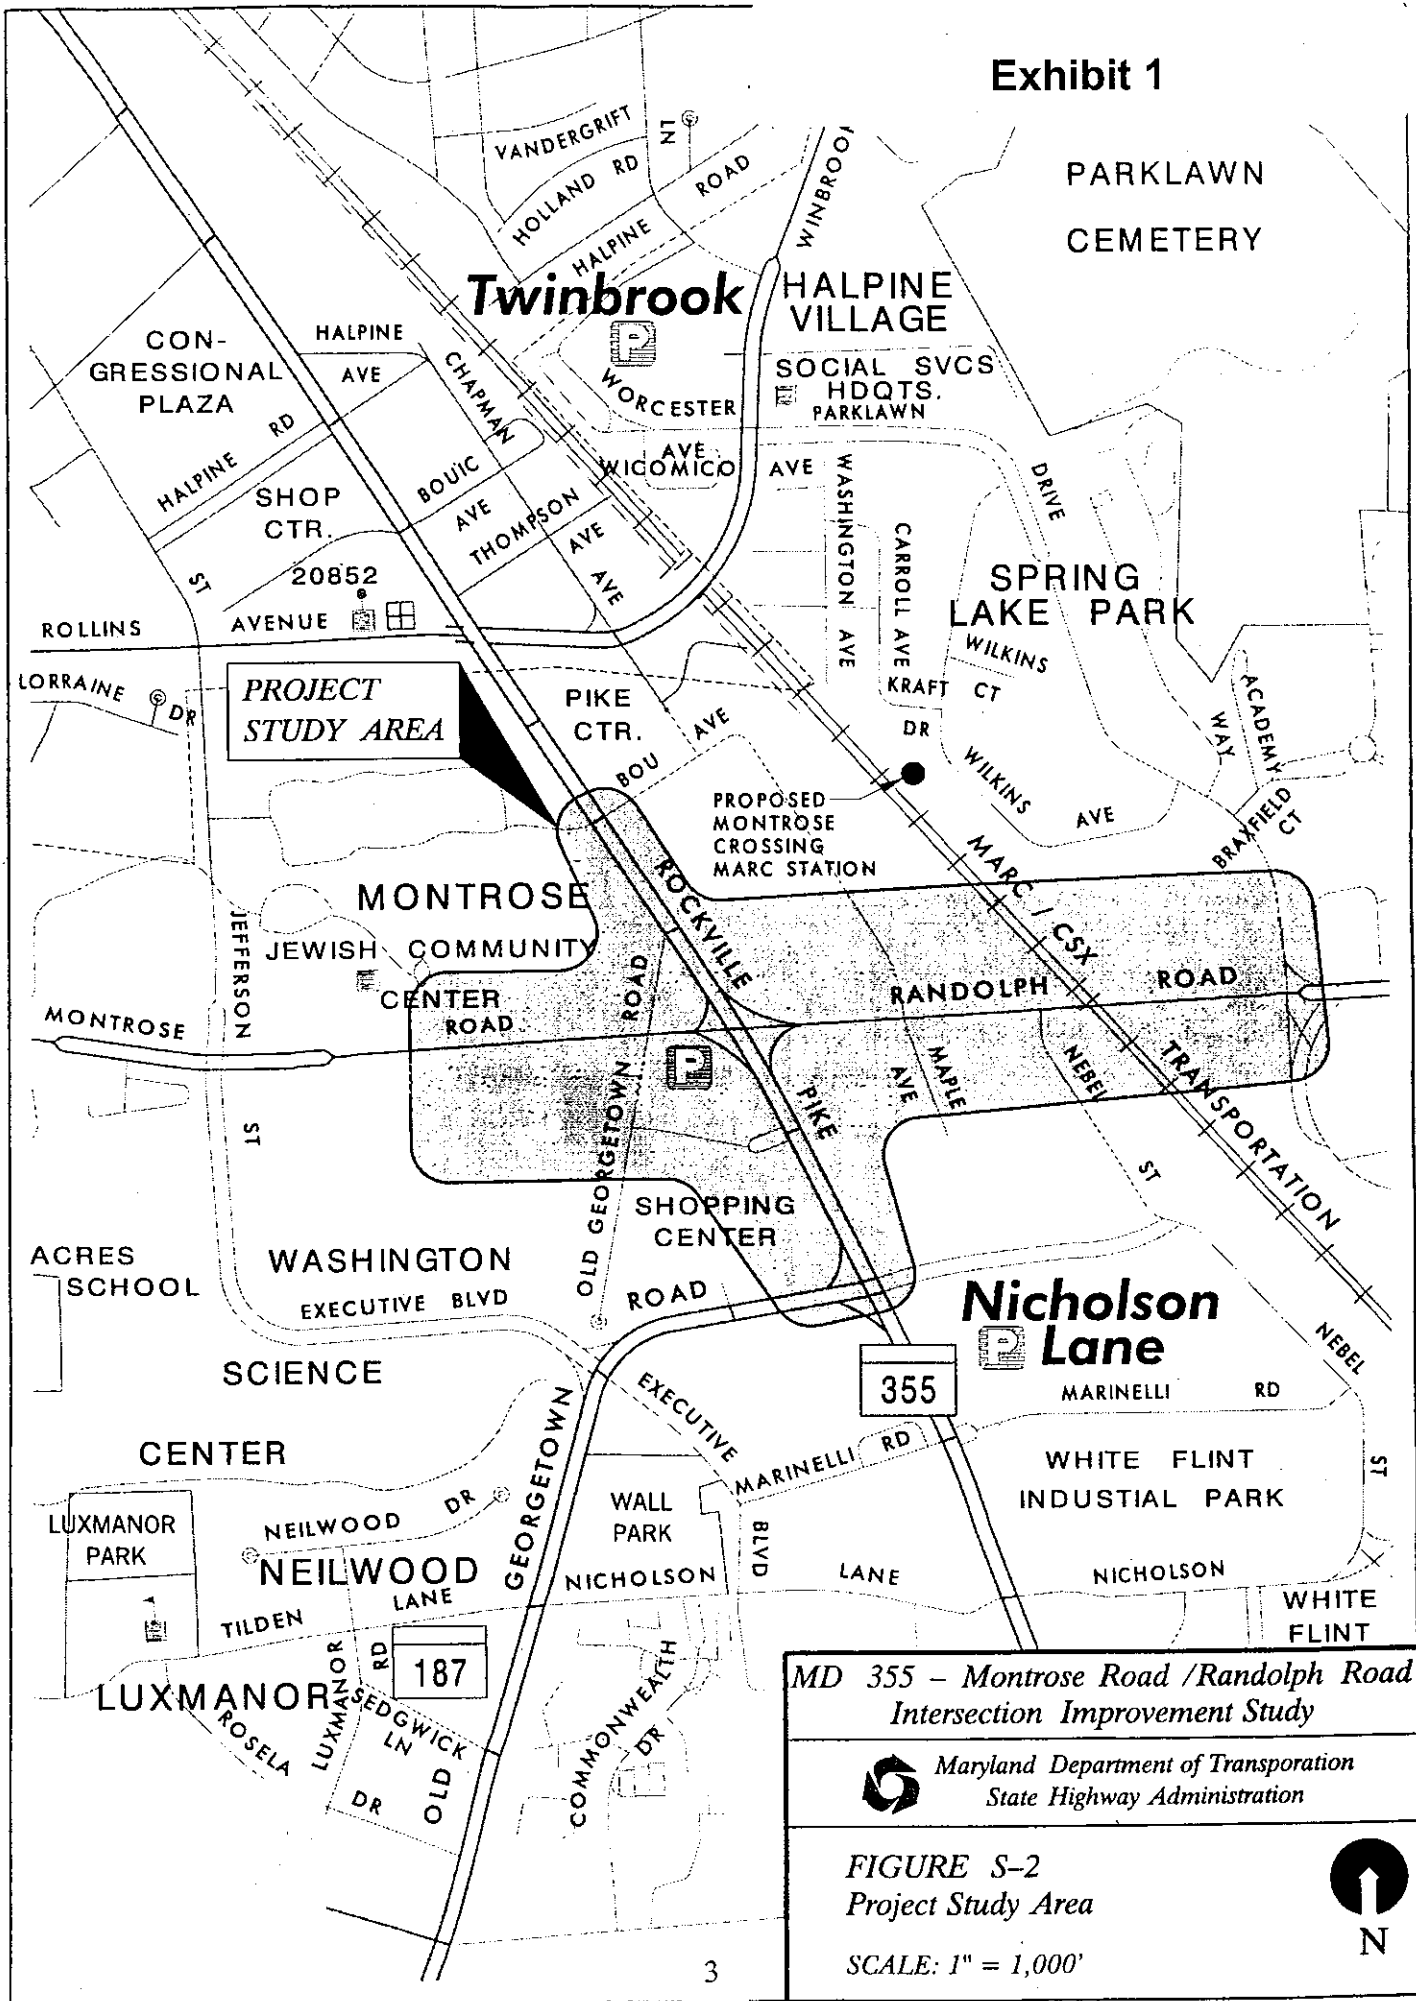 Exhibit 1
PARKLAWN
CEMETERY
VANDERGRIFT
LN
HOLLAND RD
HALPINE ROAD
WINBROOK
Twinbrook
P
HALPINE
VILLAGE
SOCIAL SVCS
HDQTS.
PARKLAWN
DRIVE
CON-
GRESSIONAL
PLAZA
HALPINE
AVE
CHAPMAN
AVE
WORCESTER
AVE
WICOMICO AVE
HALPINE RD
SHOP
CTR.
BOUIC
AVE
THOMPSON
AVE
WASHINGTON AVE
CARROLL AVE
SPRING
LAKE PARK
20852
ST
ROLLINS AVENUE
WILKINS
CT
KRAFT
DR
LORRAINE
DR
PROJECT
STUDY AREA
PIKE
CTR.
BOU AVE
WILKINS
AVE
ACADEMY
WAY
BRAXFIELD
CT
PROPOSED
MONTROSE
CROSSING
MARC STATION
MARC / CSX
TRANSPORTATION
MONTROSE
JEWISH COMMUNITY
CENTER
JEFFERSON
ST
ROCKVILLE
PIKE
MONTROSE
ROAD
RANDOLPH ROAD
OLD GEORGETOWN ROAD
P
MAPLE
AVE
NEBEL
ST
SHOPPING
CENTER
ACRES
SCHOOL
WASHINGTON
EXECUTIVE BLVD
SCIENCE
CENTER
ROAD
Nicholson
Lane
P
355
NEBEL
ST
MARINELLI RD
EXECUTIVE
BLVD
MARINELLI RD
WHITE FLINT
INDUSTIAL PARK
GEORGETOWN
OLD
WALL
PARK
LUXMANOR
PARK
NEILWOOD DR
NEILWOOD
TILDEN LANE
NICHOLSON LANE
NICHOLSON
WHITE
FLINT
187
LUXMANOR
LUXMANOR
RD
ROSELA
SEDGWICK
LN
DR
COMMONWEALTH
DR
MD 355 – Montrose Road /Randolph Road
Intersection Improvement Study
Maryland Department of Transporation
State Highway Administration
FIGURE S–2
Project Study Area
SCALE: 1" = 1,000'
N
3